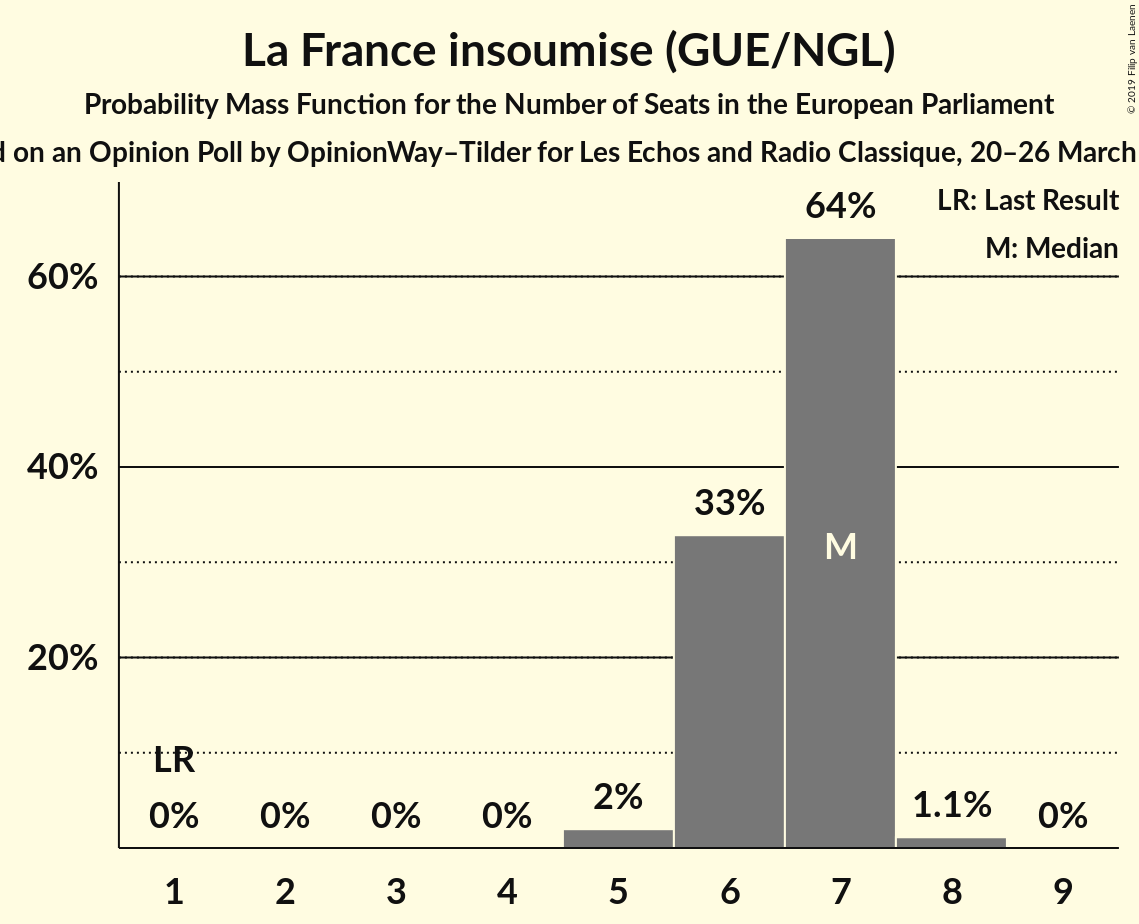 La France insoumise (GUE/NGL)
Probability Mass Function for the Number of Seats in the European Parliament
on an Opinion Poll by OpinionWay–Tilder for Les Echos and Radio Classique, 20–26 March
© 2019 Filip van Laenen
LR: Last Result
M: Median
64%
60%
40%
33%
M
20%
LR
0% 0% 0% 0% 2% 1.1% 0%
1 2 3 4 5 6 7 8 9